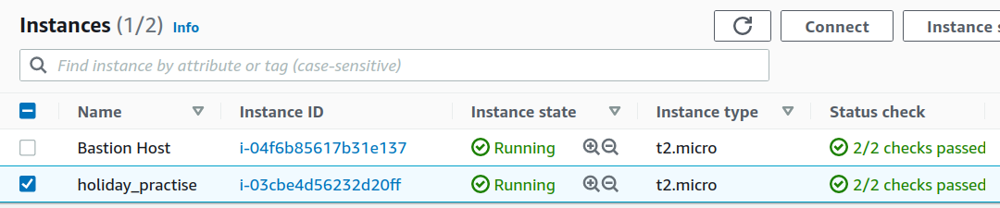 Instances (1/2) Info Connect Instance s
Find instance by attribute or tag (case-sensitive)
Name Instance ID Instance state Instance type Status check
Bastion Host i-04f6b85617b31e137 Running t2.micro 2/2 checks passed
holiday_practise i-03cbe4d56232d20ff Running t2.micro 2/2 checks passed